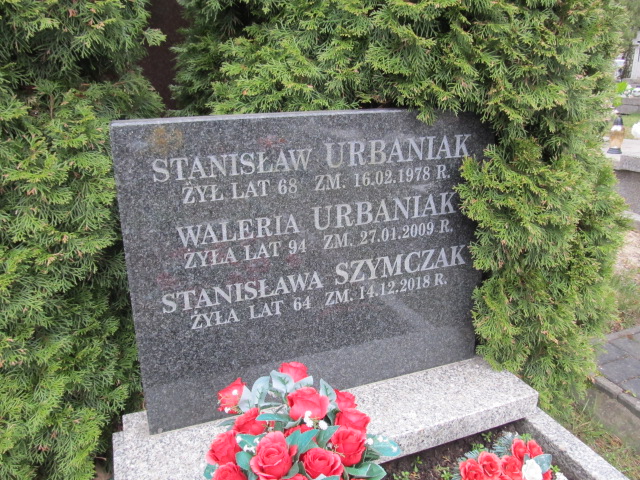 STANISŁAW URBANIAK
ŻYŁ LAT 68 ZM. 16.02.1978 R.
WALERIA URBANIAK
ŻYŁA LAT 94 ZM. 27.01.2009 R.
STANISŁAWA SZYMCZAK
ŻYŁA LAT 64 ZM. 14.12.2018 R.